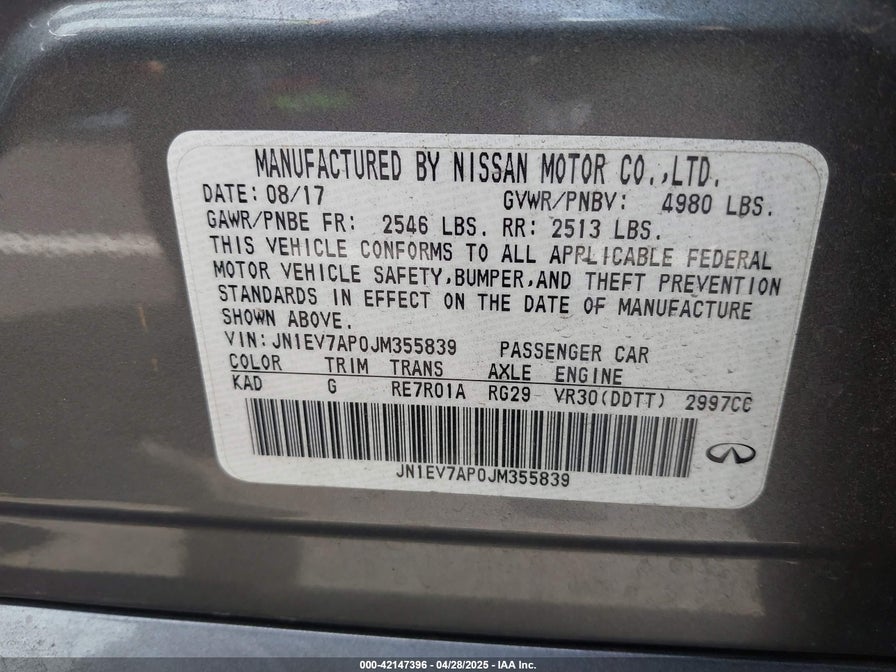 MANUFACTURED BY NISSAN MOTOR CO.,LTD.
DATE: 08/17 GVWR/PNBV: 4980 LBS.
GAWR/PNBE FR: 2546 LBS. RR: 2513 LBS.
THIS VEHICLE CONFORMS TO ALL APPLICABLE FEDERAL
MOTOR VEHICLE SAFETY,BUMPER,AND THEFT PREVENTION
STANDARDS IN EFFECT ON THE DATE OF MANUFACTURE
SHOWN ABOVE.
VIN: JN1EV7AP0JM355839 PASSENGER CAR
COLOR TRIM TRANS AXLE ENGINE
KAD G RE7R01A RG29 VR30(DDTT) 2997CC
JN1EV7AP0JM355839
000-42147396 | 04/28/2025 | IAA Inc.